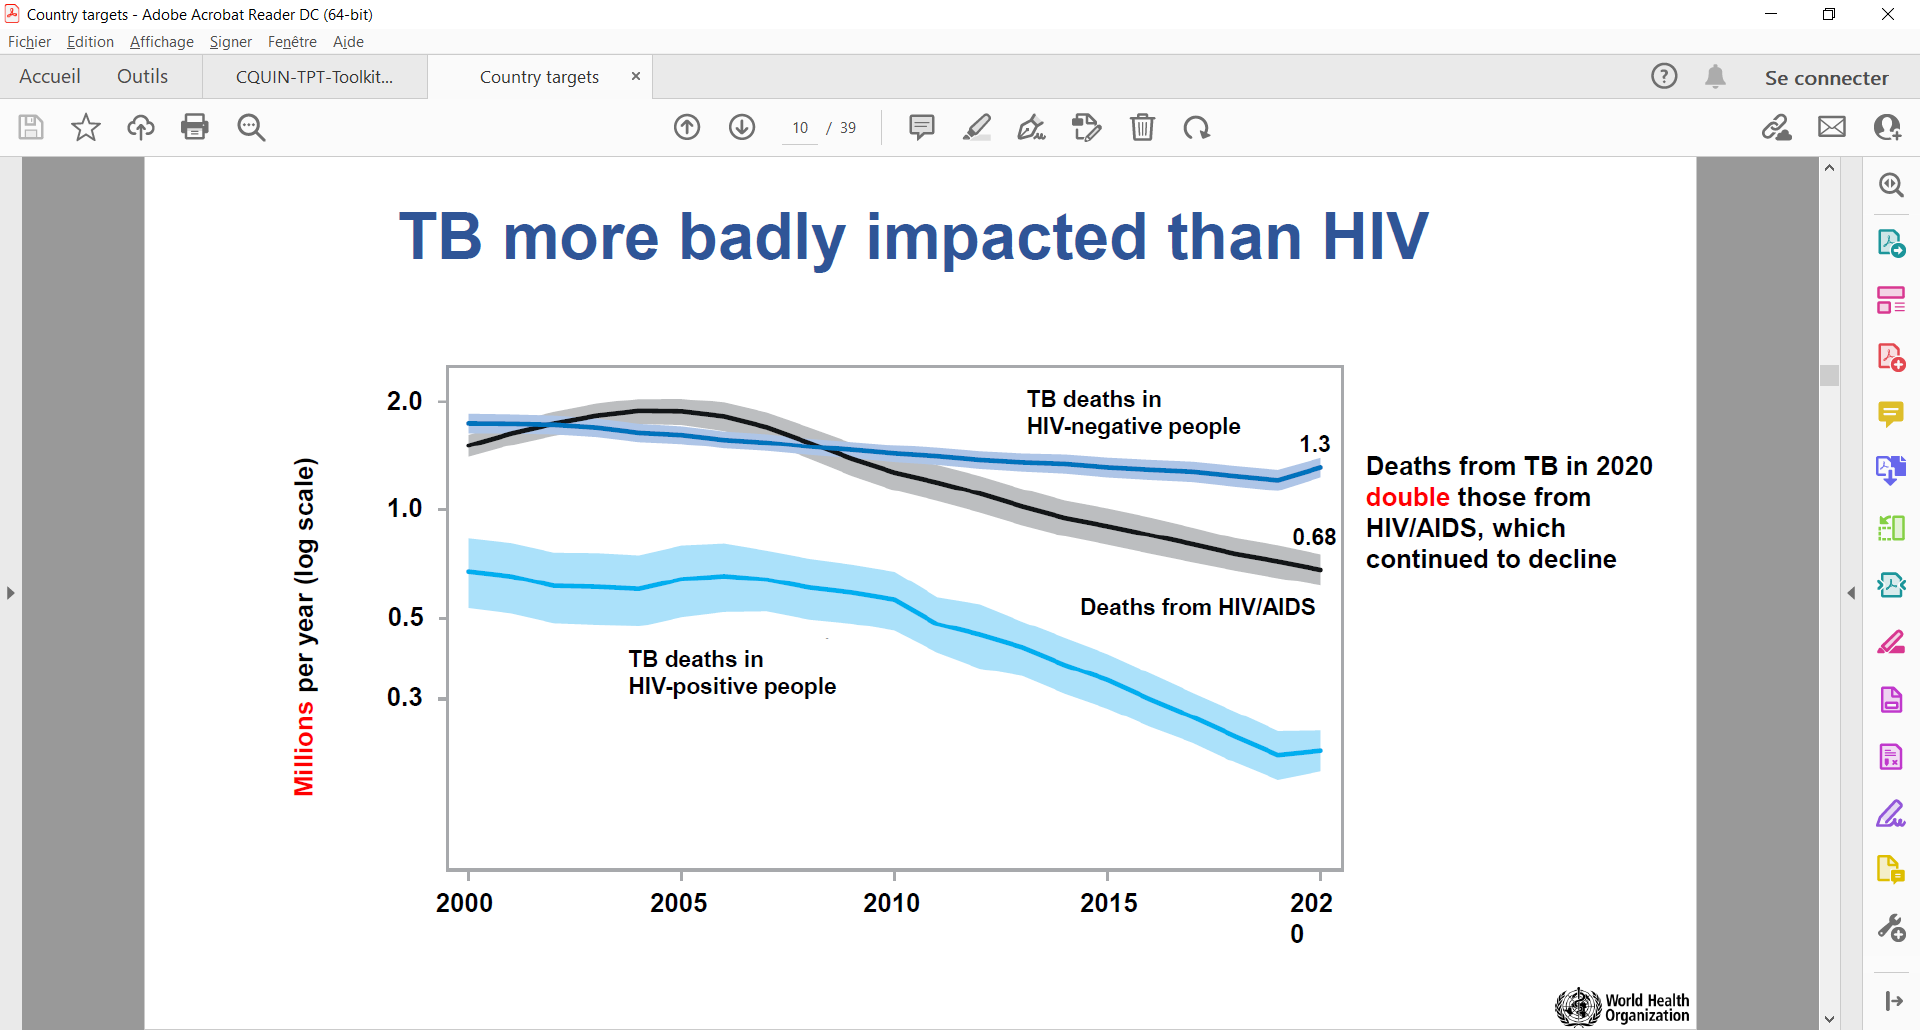 Country targets - Adobe Acrobat Reader DC (64-bit)
Fichier Edition Affichage Signer Fenêtre Aide
Accueil Outils CQUIN-TPT-Toolkit... Country targets × Se connecter
10 / 39
TB more badly impacted than HIV
Millions per year (log scale)
2.0
1.0
0.5
0.3
TB deaths in
HIV-negative people
1.3
0.68
Deaths from HIV/AIDS
TB deaths in
HIV-positive people
2000 2005 2010 2015 202
0
Deaths from TB in 2020
double those from
HIV/AIDS, which
continued to decline
World Health
Organization